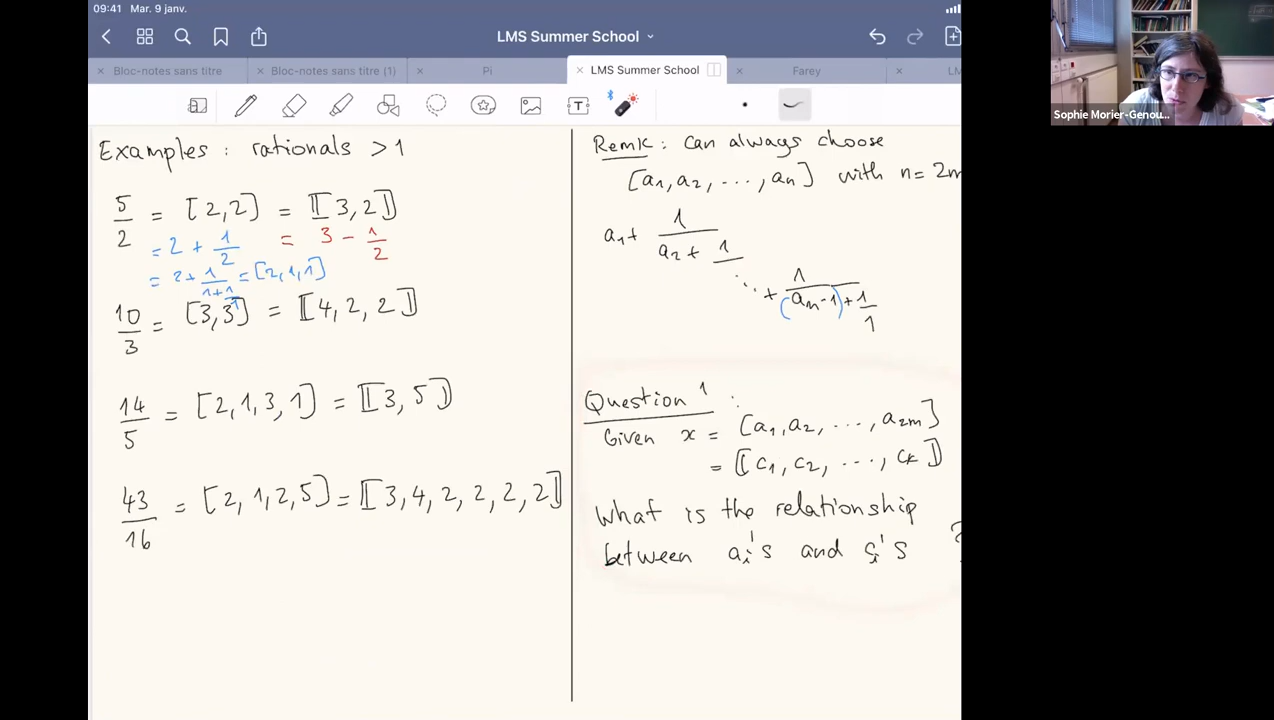 09:41 Mar. 9 janv.
LMS Summer School
Bloc-notes sans titre
Bloc-notes sans titre (1)
Pi
LMS Summer School
Farey
LM
Sophie Morier-Genou...
Examples : rationals > 1
5/2 = [2,2] = ⟦3,2⟧
= 2 + 1/2 = 3 - 1/2
= 2 + 1/(1+1/1) = [2,1,1]
10/3 = [3,3] = ⟦4,2,2⟧
14/5 = [2,1,3,1] = ⟦3,5⟧
43/16 = [2,1,2,5] = ⟦3,4,2,2,2,2⟧
Remk : Can always choose
[a1,a2, ..., an] with n = 2m
a1 + 1/(a2 + 1/(⋱ + 1/((an-1) + 1/1)))
Question 1 :
Given x = [a1,a2, ..., a2m]
= ⟦c1, c2, ..., ck⟧
What is the relationship
between ai's and ci's ?